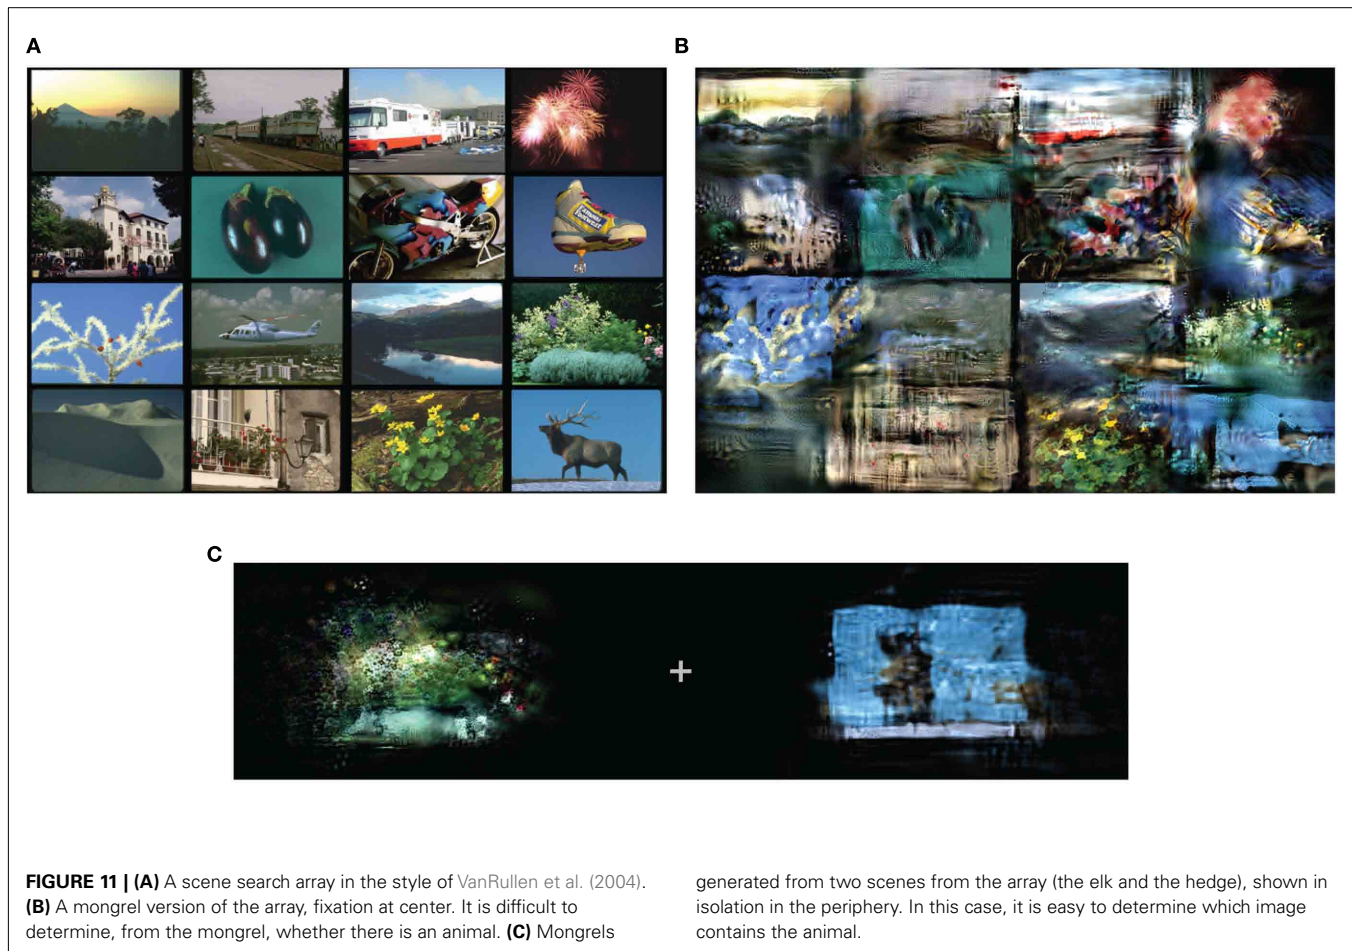 A
B
C
FIGURE 11 | (A) A scene search array in the style of VanRullen et al. (2004).
(B) A mongrel version of the array, fixation at center. It is difficult to
determine, from the mongrel, whether there is an animal. (C) Mongrels
generated from two scenes from the array (the elk and the hedge), shown in
isolation in the periphery. In this case, it is easy to determine which image
contains the animal.